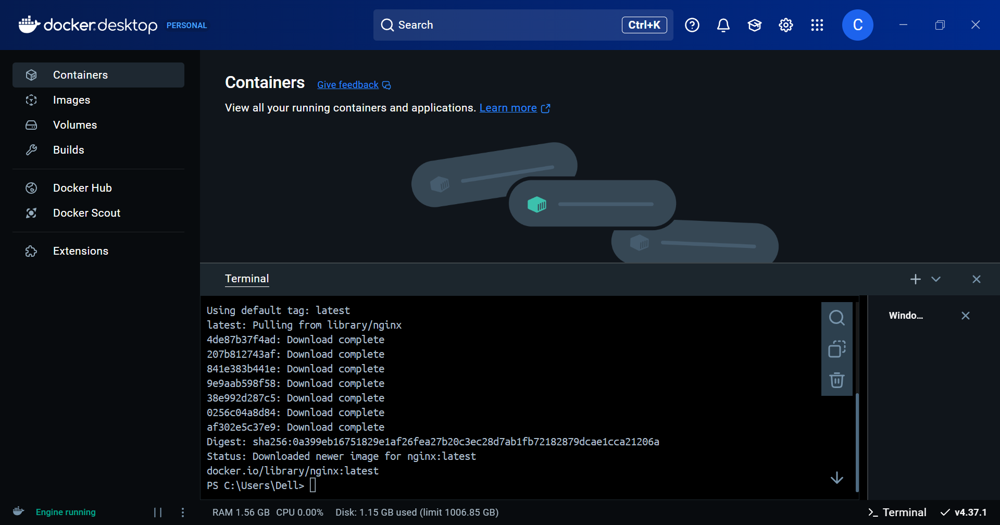 docker.desktop PERSONAL
Search
Ctrl+K
C
Containers
Images
Volumes
Builds
Docker Hub
Docker Scout
Extensions
Containers Give feedback
View all your running containers and applications. Learn more
Terminal
Using default tag: latest
latest: Pulling from library/nginx
4de87b37f4ad: Download complete
207b812743af: Download complete
841e383b441e: Download complete
9e9aab598f58: Download complete
38e992d287c5: Download complete
0256c04a8d84: Download complete
af302e5c37e9: Download complete
Digest: sha256:0a399eb16751829e1af26fea27b20c3ec28d7ab1fb72182879dcae1cca21206a
Status: Downloaded newer image for nginx:latest
docker.io/library/nginx:latest
PS C:\Users\Dell>
Windo...
Engine running
RAM 1.56 GB CPU 0.00% Disk: 1.15 GB used (limit 1006.85 GB)
>_ Terminal
v4.37.1